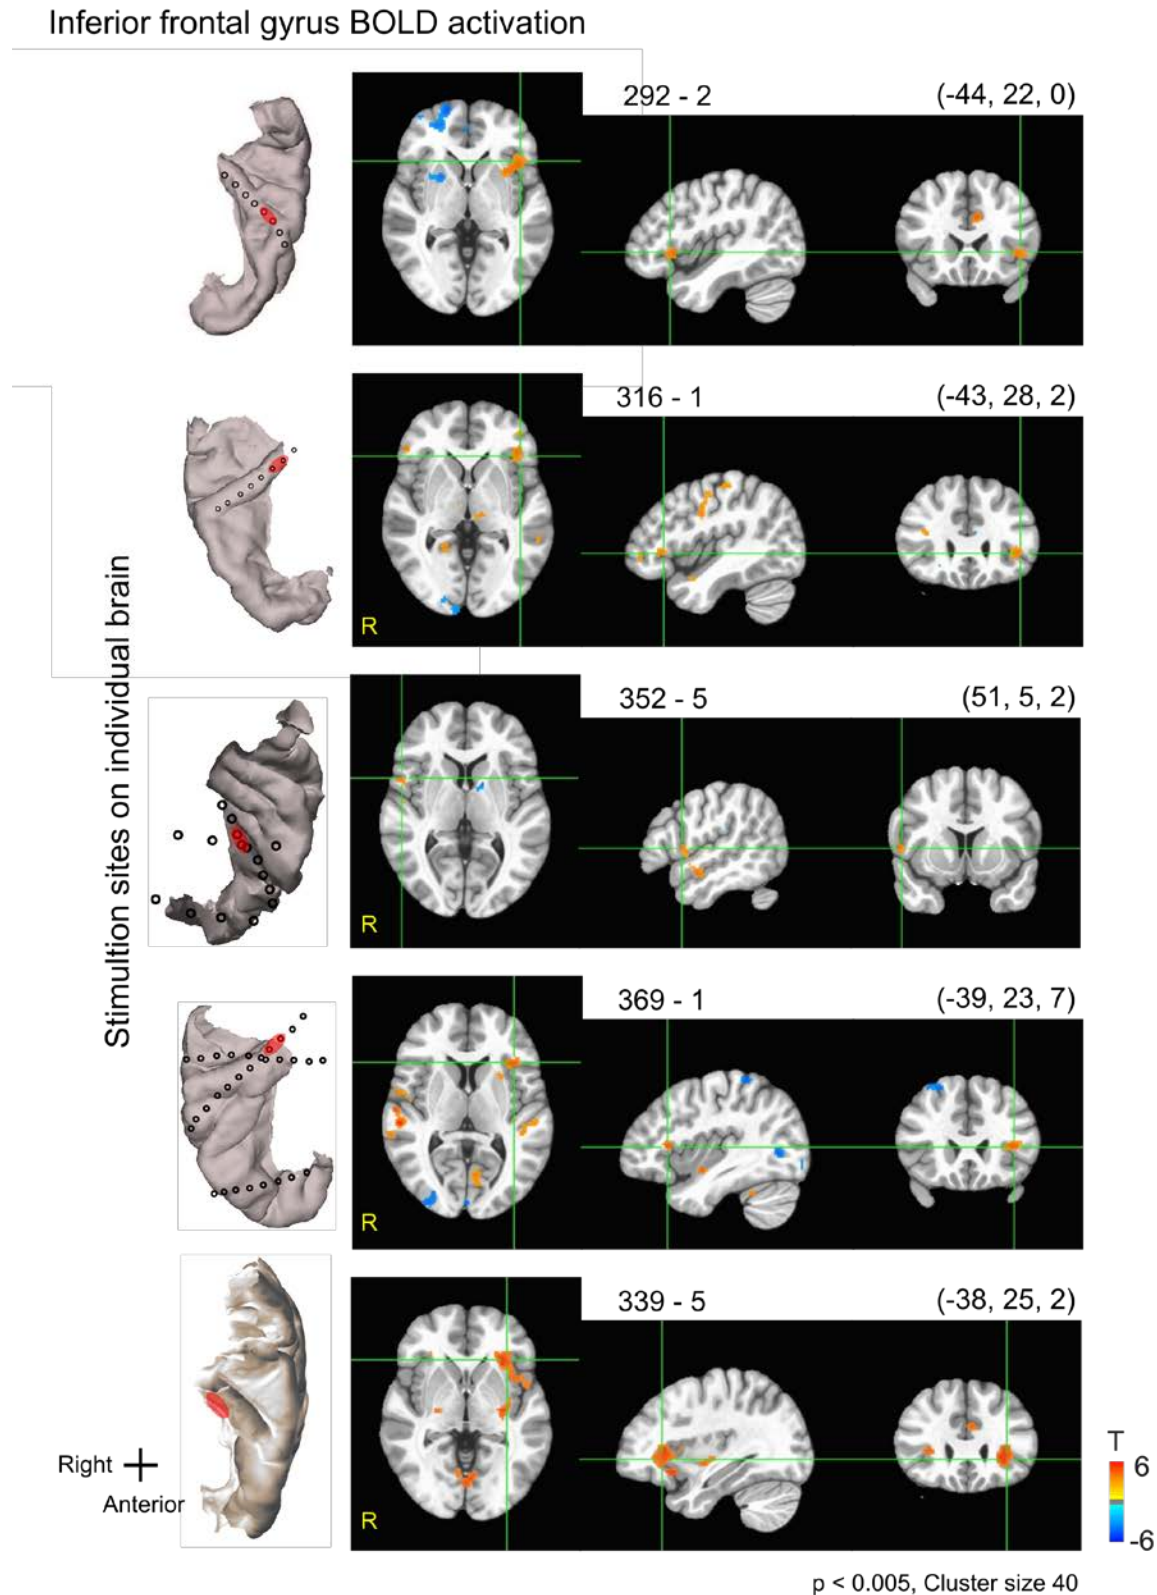 Inferior frontal gyrus BOLD activation
292 - 2 (-44, 22, 0)
316 - 1 (-43, 28, 2)
R
Stimultion sites on individual brain
352 - 5 (51, 5, 2)
R
369 - 1 (-39, 23, 7)
R
339 - 5 (-38, 25, 2)
R
Right
Anterior
T
6
-6
p < 0.005, Cluster size 40